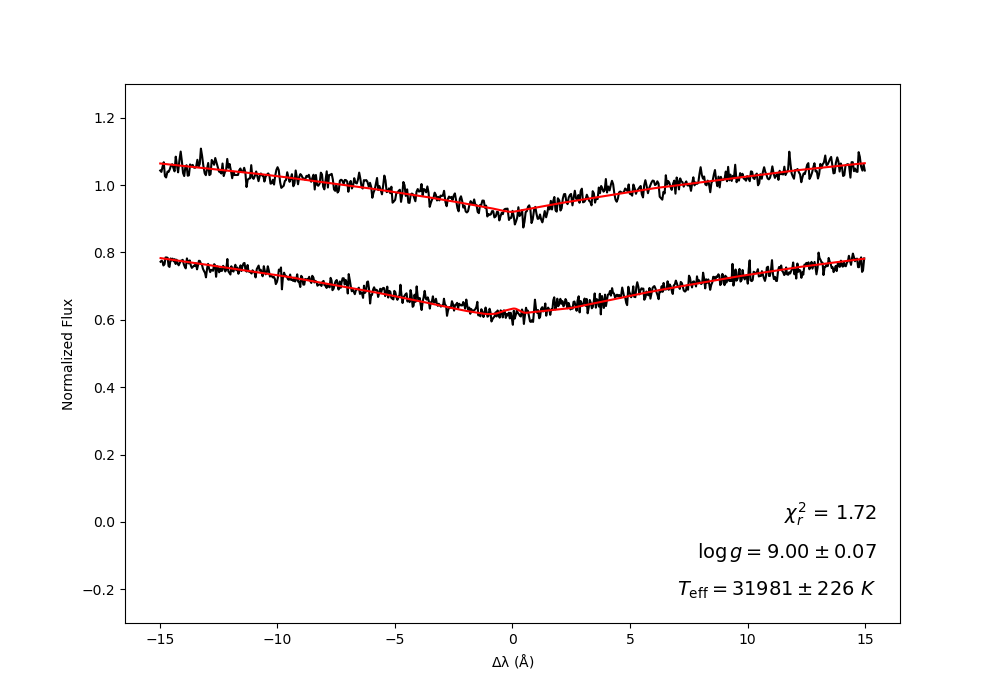 1.2
1.0
0.8
0.6
0.4
0.2
0.0
−0.2
Normalized Flux
χ²ᵣ = 1.72
log g = 9.00 ± 0.07
T_eff = 31981 ± 226 K
−15 −10 −5 0 5 10 15
Δλ (Å)